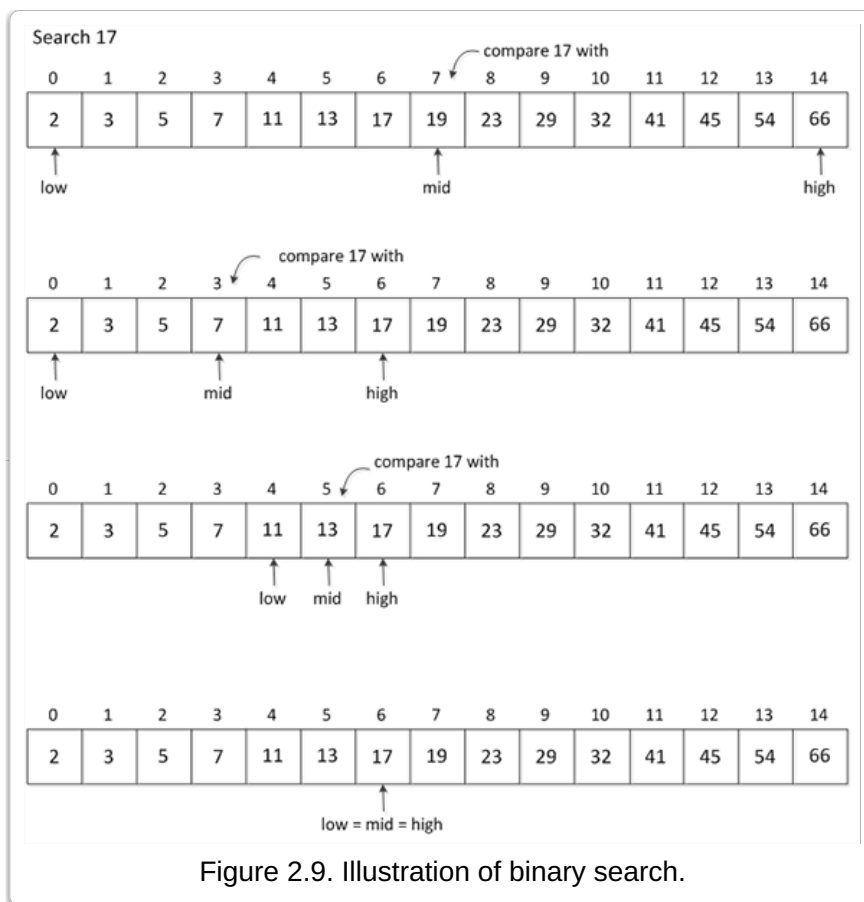 Search 17
compare 17 with
0 1 2 3 4 5 6 7 8 9 10 11 12 13 14
2 3 5 7 11 13 17 19 23 29 32 41 45 54 66
low mid high
compare 17 with
0 1 2 3 4 5 6 7 8 9 10 11 12 13 14
2 3 5 7 11 13 17 19 23 29 32 41 45 54 66
low mid high
compare 17 with
0 1 2 3 4 5 6 7 8 9 10 11 12 13 14
2 3 5 7 11 13 17 19 23 29 32 41 45 54 66
low mid high
0 1 2 3 4 5 6 7 8 9 10 11 12 13 14
2 3 5 7 11 13 17 19 23 29 32 41 45 54 66
low = mid = high
Figure 2.9. Illustration of binary search.